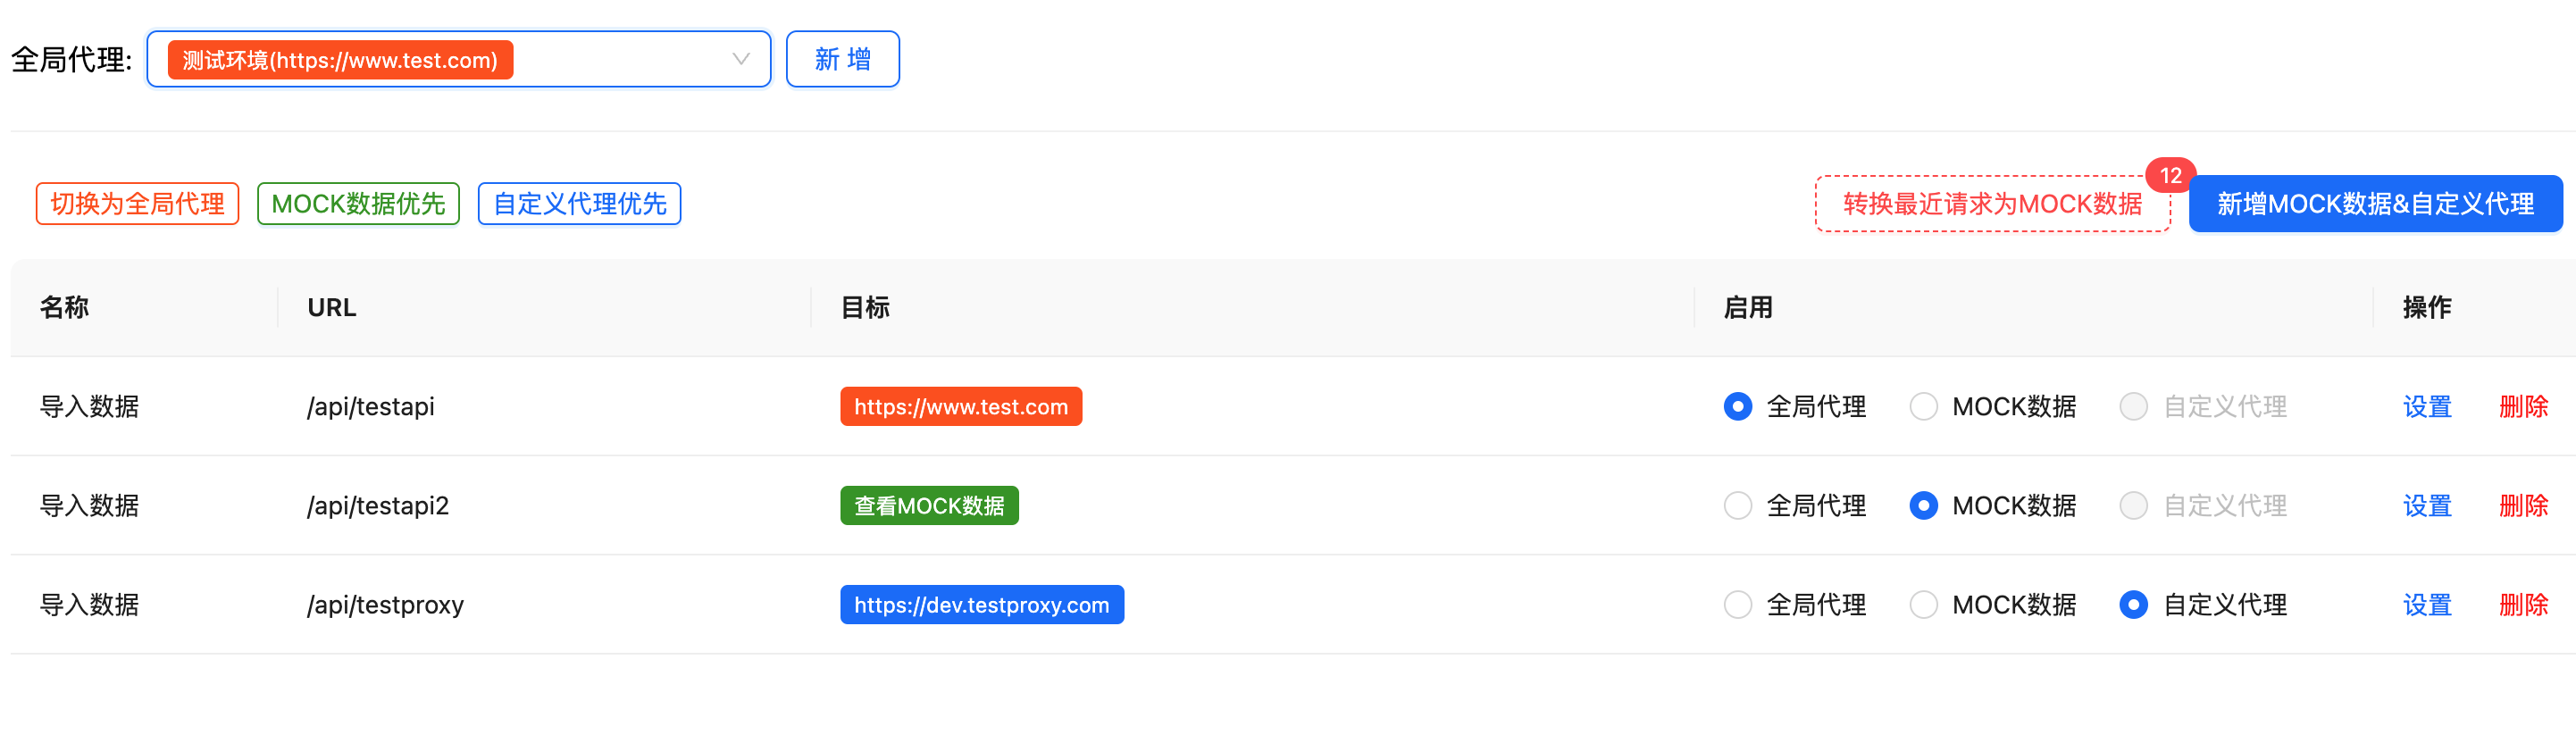 全局代理: 测试环境(https://www.test.com) 新 增
12
切换为全局代理 MOCK数据优先 自定义代理优先 转换最近请求为MOCK数据 新增MOCK数据&自定义代理
名称 URL 目标 启用 操作
导入数据 /api/testapi https://www.test.com 全局代理 MOCK数据 自定义代理 设置 删除
导入数据 /api/testapi2 查看MOCK数据 全局代理 MOCK数据 自定义代理 设置 删除
导入数据 /api/testproxy https://dev.testproxy.com 全局代理 MOCK数据 自定义代理 设置 删除